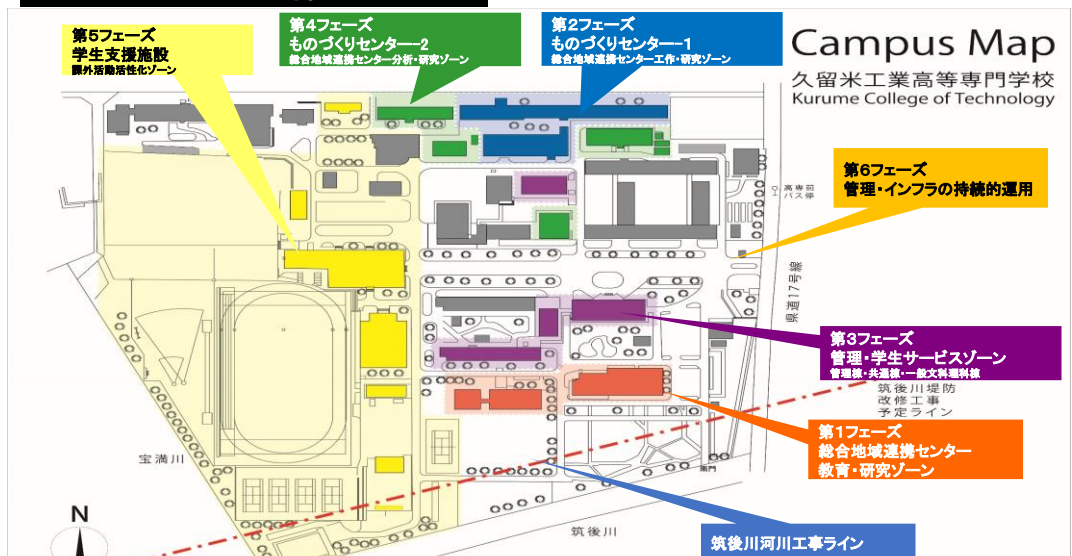 第5フェーズ
学生支援施設
課外活動活性化ゾーン
第4フェーズ
ものづくりセンター-2
総合地域連携センター分析・研究ゾーン
第2フェーズ
ものづくりセンター-1
総合地域連携センター工作・研究ゾーン
Campus Map
久留米工業高等専門学校
Kurume College of Technology
第6フェーズ
管理・インフラの持続的運用
高専前
バス停
県道17号線
第3フェーズ
管理・学生サービスゾーン
管理棟・共通棟・一般文科理科棟
筑後川堤防
改修工事
予定ライン
第1フェーズ
総合地域連携センター
教育・研究ゾーン
宝満川
南門
筑後川
筑後川河川工事ライン
N